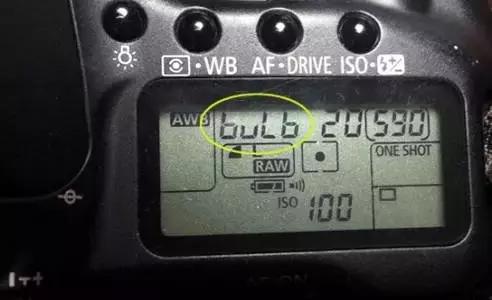 WB AF·DRIVE ISO·
AWB buLb 20 590
L
RAW ONE SHOT
ISO 100